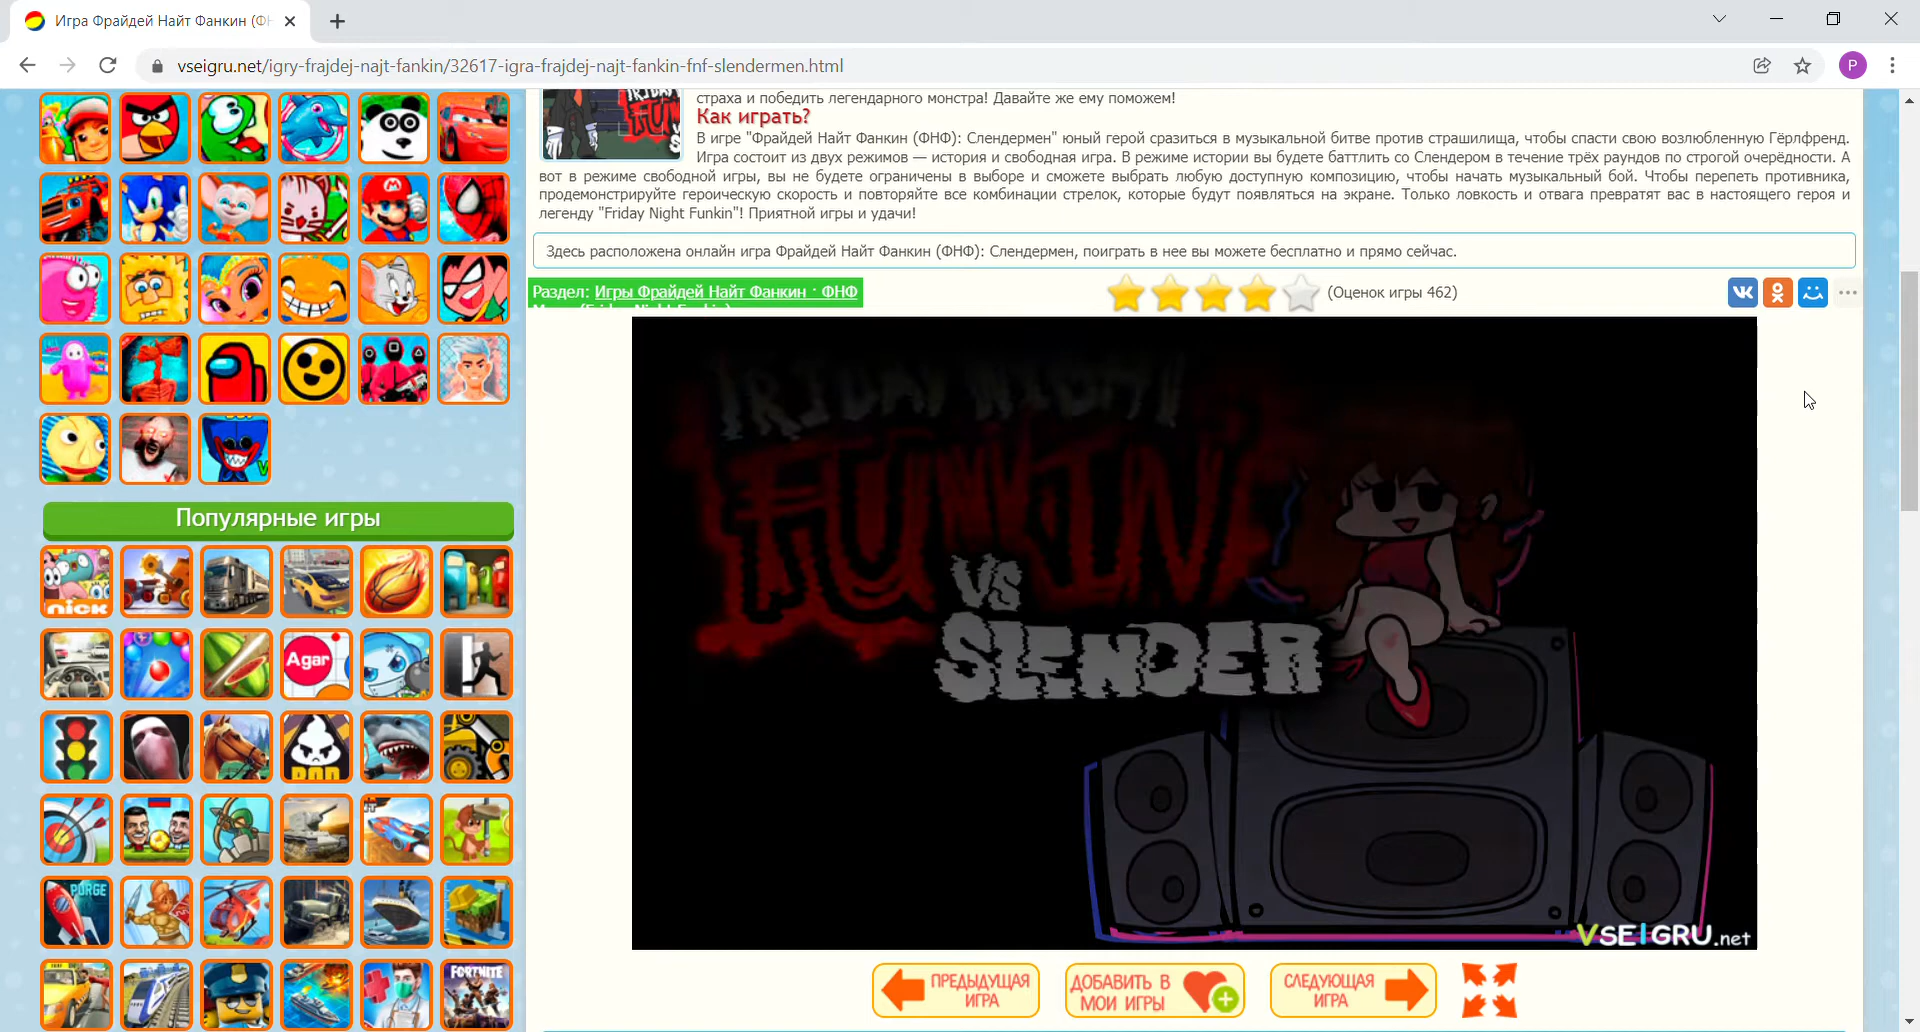 Игра Фрайдей Найт Фанкин (ФН
vseigru.net/igry-frajdej-najt-fankin/32617-igra-frajdej-najt-fankin-fnf-slendermen.html
P
страха и победить легендарного монстра! Давайте же ему поможем!
Как играть?
В игре "Фрайдей Найт Фанкин (ФНФ): Слендермен" юный герой сразиться в музыкальной битве против страшилища, чтобы спасти свою возлюбленную Гёрлфренд.
Игра состоит из двух режимов — история и свободная игра. В режиме истории вы будете баттлить со Слендером в течение трёх раундов по строгой очерёдности. А
вот в режиме свободной игры, вы не будете ограничены в выборе и сможете выбрать любую доступную композицию, чтобы начать музыкальный бой. Чтобы перепеть противника,
продемонстрируйте героическую скорость и повторяйте все комбинации стрелок, которые будут появляться на экране. Только ловкость и отвага превратят вас в настоящего героя и
легенду "Friday Night Funkin"! Приятной игры и удачи!
Здесь расположена онлайн игра Фрайдей Найт Фанкин (ФНФ): Слендермен, поиграть в нее вы можете бесплатно и прямо сейчас.
Раздел: Игры Фрайдей Найт Фанкин · ФНФ
(Оценок игры 462)
FRIDAY NIGHT
FUNKIN'
VS
SLENDER
VSEIGRU.net
Популярные игры
nick
Agar
BAD
PURGE
FORTNITE
ПРЕДЫДУЩАЯ
ИГРА
ДОБАВИТЬ В
МОИ ИГРЫ
СЛЕДУЮЩАЯ
ИГРА